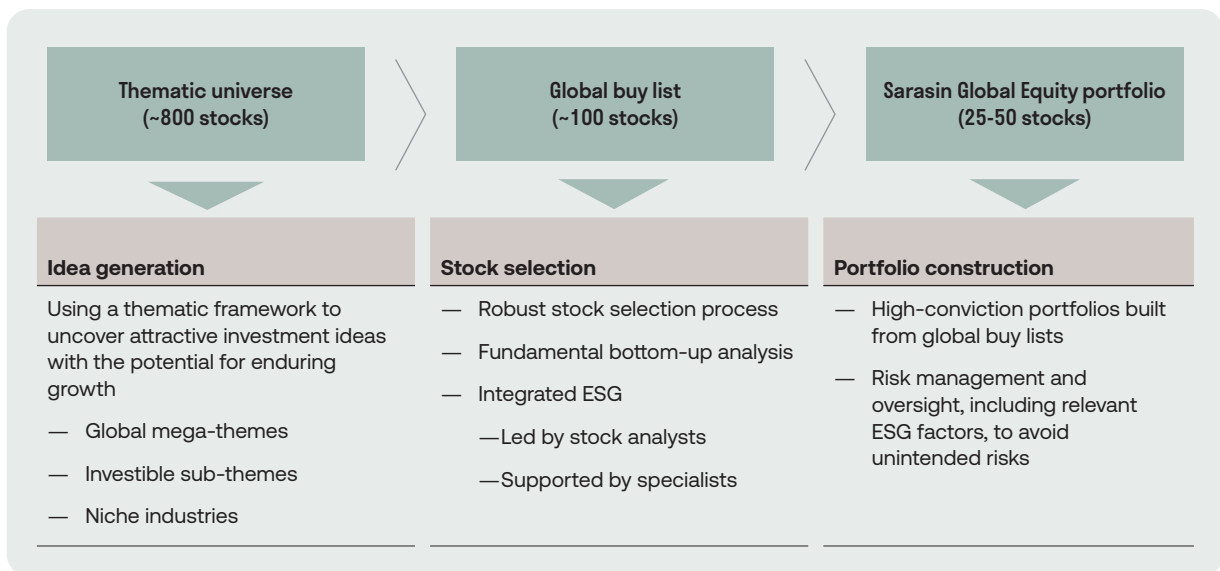 Thematic universe
(~800 stocks)
Global buy list
(~100 stocks)
Sarasin Global Equity portfolio
(25-50 stocks)
Idea generation
Using a thematic framework to
uncover attractive investment ideas
with the potential for enduring
growth
— Global mega-themes
— Investible sub-themes
— Niche industries
Stock selection
— Robust stock selection process
— Fundamental bottom-up analysis
— Integrated ESG
—Led by stock analysts
—Supported by specialists
Portfolio construction
— High-conviction portfolios built
from global buy lists
— Risk management and
oversight, including relevant
ESG factors, to avoid
unintended risks